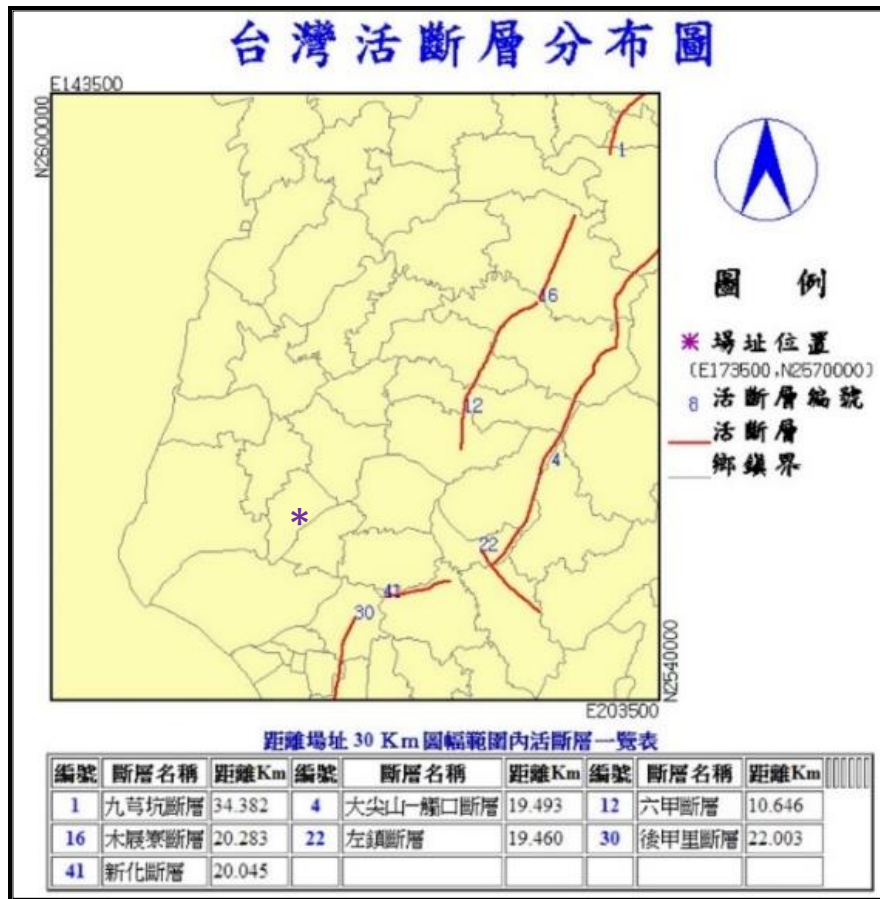 台灣活斷層分布圖
E143500
N2600000
1
16
12
4
22
41
30
N2540000
E203500
圖 例
* 場址位置
(E173500,N2570000)
8 活斷層編號
活斷層
鄉鎮界
*
距離場址 30 Km圖幅範圍內活斷層一覽表
編號 斷層名稱 距離Km 編號 斷層名稱 距離Km 編號 斷層名稱 距離Km
1 九芎坑斷層 34.382 4 大尖山—觸口斷層 19.493 12 六甲斷層 10.646
16 木屐寮斷層 20.283 22 左鎮斷層 19.460 30 後甲里斷層 22.003
41 新化斷層 20.045